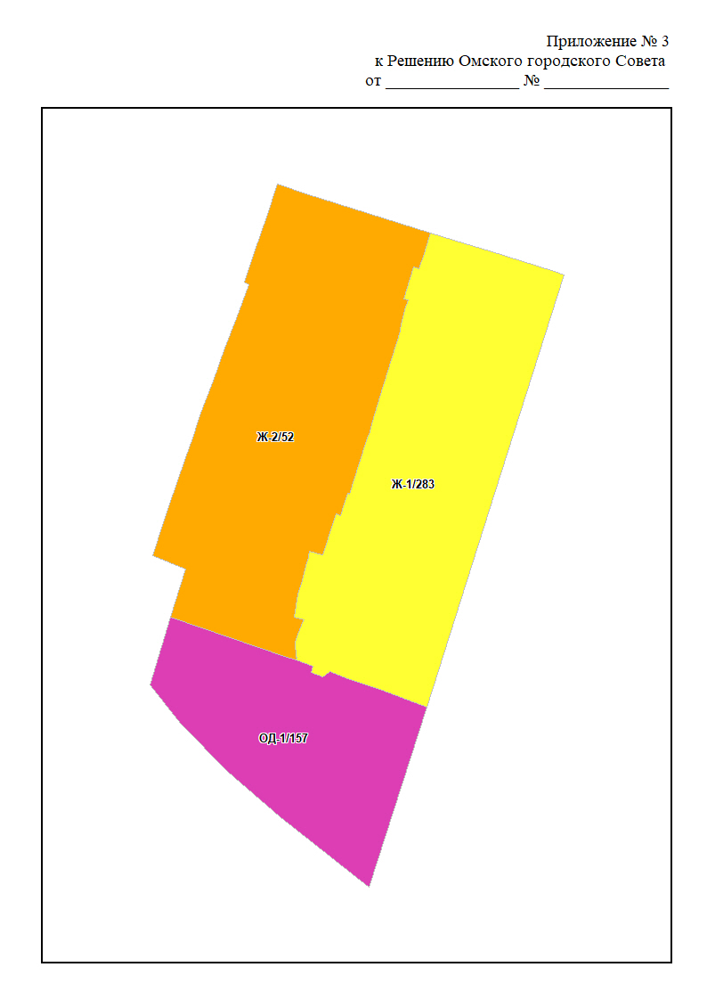 Приложение № 3
к Решению Омского городского Совета
от ________________ № _______________
Ж-2/52
Ж-1/283
ОД-1/157